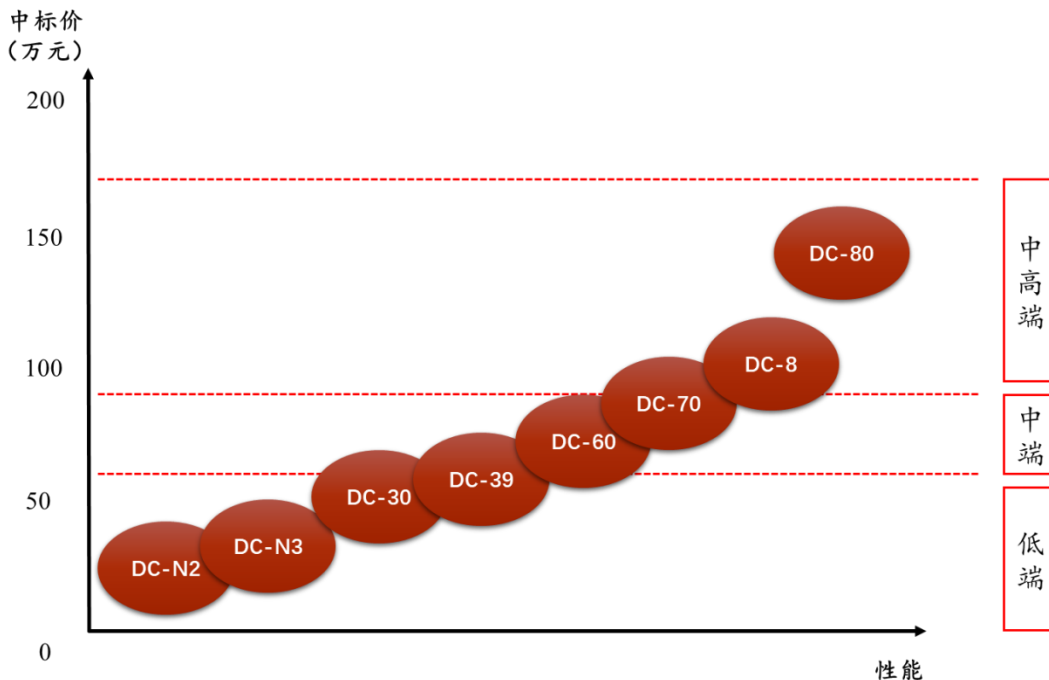 中标价
（万元）
200
150
100
50
0
DC-80
DC-8
DC-70
DC-60
DC-39
DC-30
DC-N3
DC-N2
中高端
中端
低端
性能